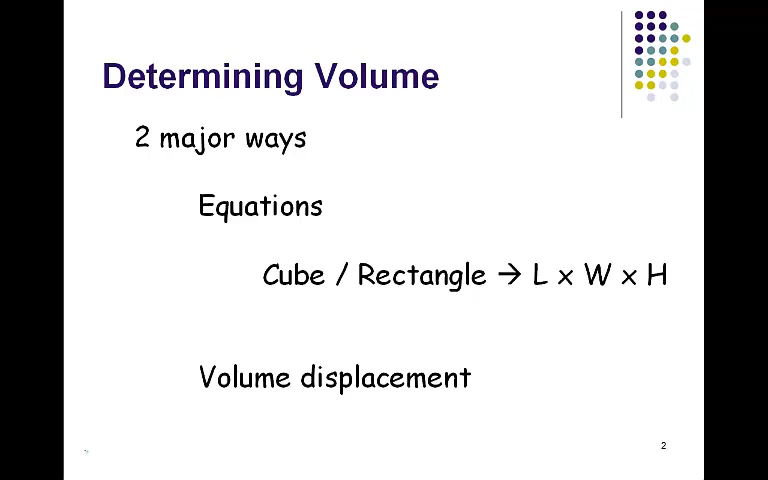 Determining Volume
2 major ways
Equations
Cube / Rectangle → L x W x H
Volume displacement
2